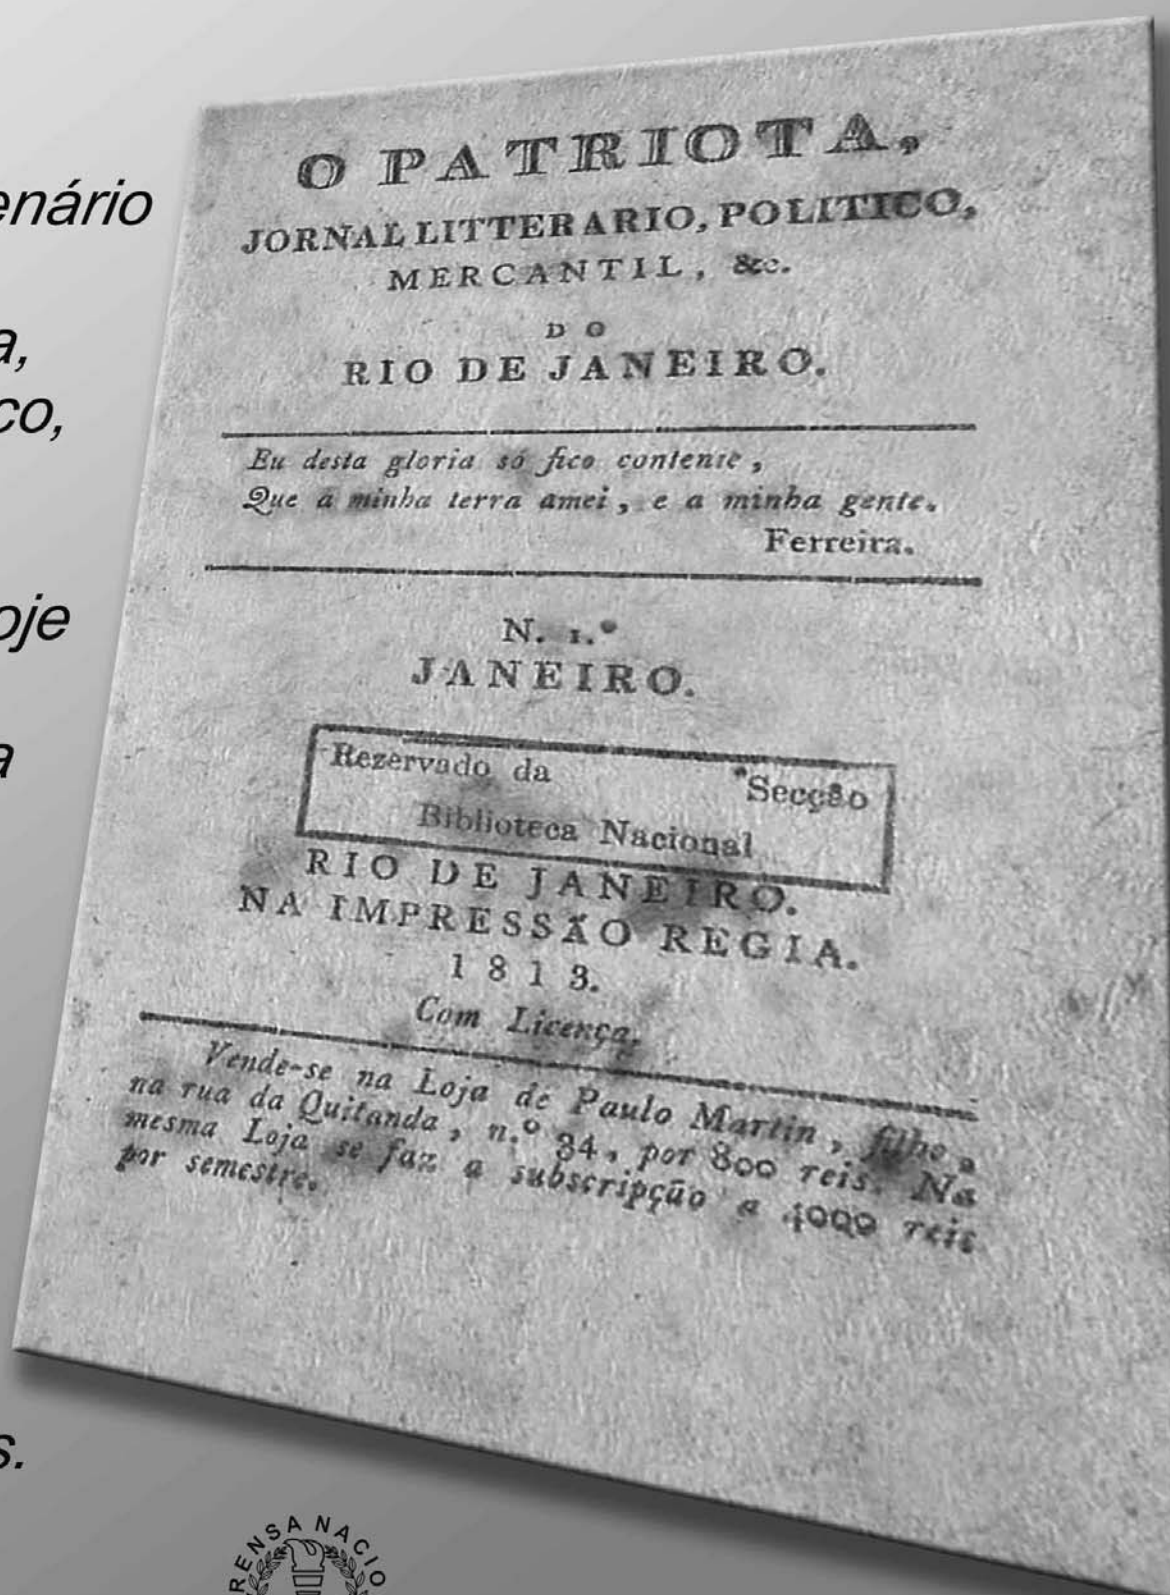 enário
a,
co,
oje
a
s.
O PATRIOTA,
JORNAL LITTERARIO, POLITICO,
MERCANTIL, &c.
DO
RIO DE JANEIRO.
Eu desta gloria só fico contente,
Que a minha terra amei, e a minha gente.
Ferreira.
N. 1.º
JANEIRO.
Rezervado da Secção
Biblioteca Nacional
RIO DE JANEIRO.
NA IMPRESSÃO REGIA.
1813.
Com Licença.
Vende-se na Loja de Paulo Martin, filho,
na rua da Quitanda, n.º 34, por 800 reis. Na
mesma Loja se faz a subscripção a 4000 reis
por semestre.
RENSA NACIO